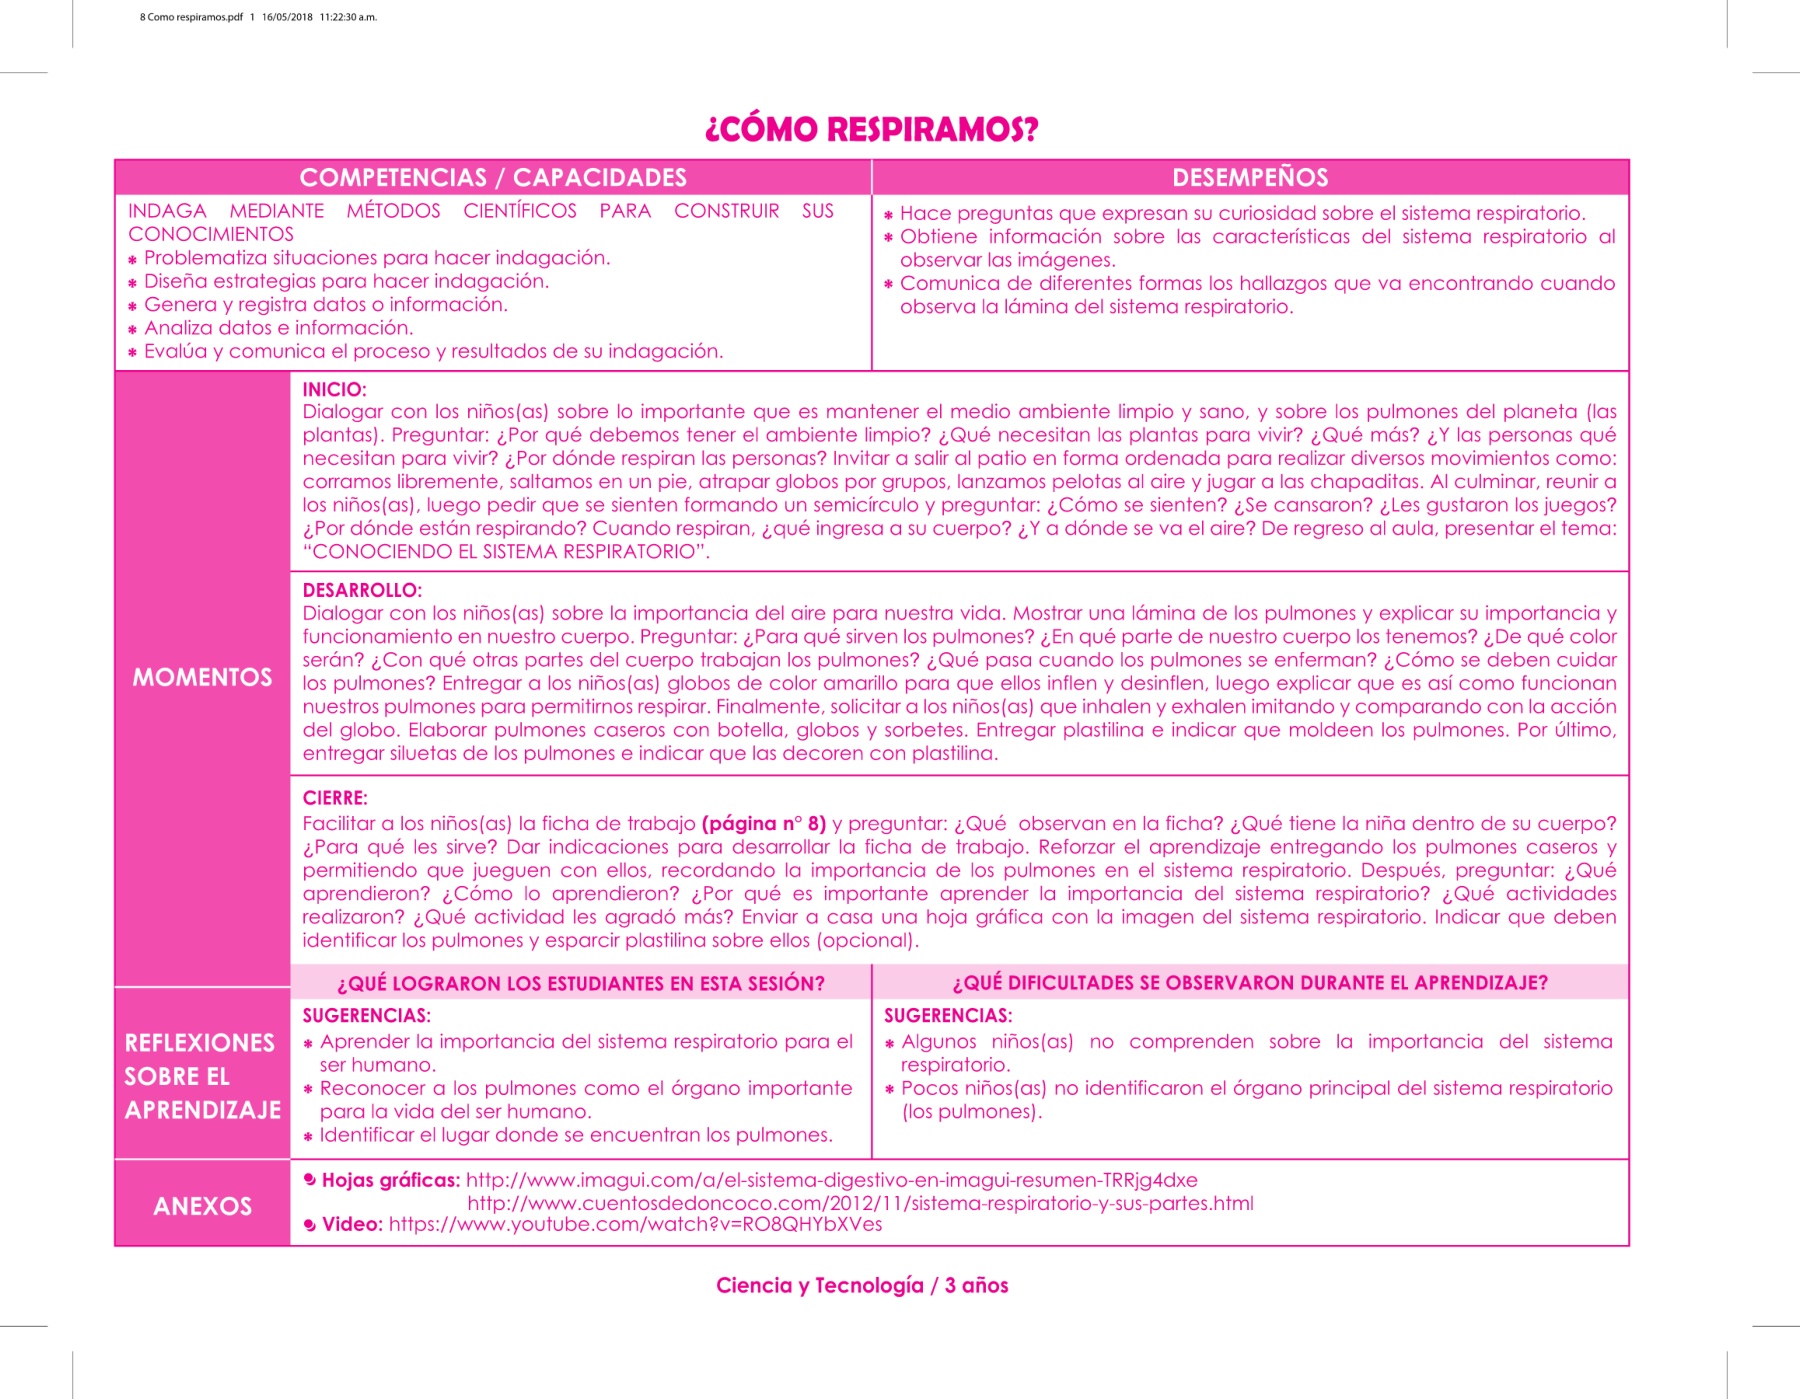 8 Como respiramos.pdf   1   16/05/2018   11:22:30 a.m.
¿CÓMO RESPIRAMOS?
COMPETENCIAS / CAPACIDADES
INDAGA MEDIANTE MÉTODOS CIENTÍFICOS PARA CONSTRUIR SUS
CONOCIMIENTOS
* Problematiza situaciones para hacer indagación.
* Diseña estrategias para hacer indagación.
* Genera y registra datos o información.
* Analiza datos e información.
* Evalúa y comunica el proceso y resultados de su indagación.
DESEMPEÑOS
* Hace preguntas que expresan su curiosidad sobre el sistema respiratorio.
* Obtiene información sobre las características del sistema respiratorio al
observar las imágenes.
* Comunica de diferentes formas los hallazgos que va encontrando cuando
observa la lámina del sistema respiratorio.
MOMENTOS
INICIO:
Dialogar con los niños(as) sobre lo importante que es mantener el medio ambiente limpio y sano, y sobre los pulmones del planeta (las
plantas). Preguntar: ¿Por qué debemos tener el ambiente limpio? ¿Qué necesitan las plantas para vivir? ¿Qué más? ¿Y las personas qué
necesitan para vivir? ¿Por dónde respiran las personas? Invitar a salir al patio en forma ordenada para realizar diversos movimientos como:
corramos libremente, saltamos en un pie, atrapar globos por grupos, lanzamos pelotas al aire y jugar a las chapaditas. Al culminar, reunir a
los niños(as), luego pedir que se sienten formando un semicírculo y preguntar: ¿Cómo se sienten? ¿Se cansaron? ¿Les gustaron los juegos?
¿Por dónde están respirando? Cuando respiran, ¿qué ingresa a su cuerpo? ¿Y a dónde se va el aire? De regreso al aula, presentar el tema:
“CONOCIENDO EL SISTEMA RESPIRATORIO”.
DESARROLLO:
Dialogar con los niños(as) sobre la importancia del aire para nuestra vida. Mostrar una lámina de los pulmones y explicar su importancia y
funcionamiento en nuestro cuerpo. Preguntar: ¿Para qué sirven los pulmones? ¿En qué parte de nuestro cuerpo los tenemos? ¿De qué color
serán? ¿Con qué otras partes del cuerpo trabajan los pulmones? ¿Qué pasa cuando los pulmones se enferman? ¿Cómo se deben cuidar
los pulmones? Entregar a los niños(as) globos de color amarillo para que ellos inflen y desinflen, luego explicar que es así como funcionan
nuestros pulmones para permitirnos respirar. Finalmente, solicitar a los niños(as) que inhalen y exhalen imitando y comparando con la acción
del globo. Elaborar pulmones caseros con botella, globos y sorbetes. Entregar plastilina e indicar que moldeen los pulmones. Por último,
entregar siluetas de los pulmones e indicar que las decoren con plastilina.
CIERRE:
Facilitar a los niños(as) la ficha de trabajo (página n° 8) y preguntar: ¿Qué  observan en la ficha? ¿Qué tiene la niña dentro de su cuerpo?
¿Para qué les sirve? Dar indicaciones para desarrollar la ficha de trabajo. Reforzar el aprendizaje entregando los pulmones caseros y
permitiendo que jueguen con ellos, recordando la importancia de los pulmones en el sistema respiratorio. Después, preguntar: ¿Qué
aprendieron? ¿Cómo lo aprendieron? ¿Por qué es importante aprender la importancia del sistema respiratorio? ¿Qué actividades
realizaron? ¿Qué actividad les agradó más? Enviar a casa una hoja gráfica con la imagen del sistema respiratorio. Indicar que deben
identificar los pulmones y esparcir plastilina sobre ellos (opcional).
REFLEXIONES
SOBRE EL
APRENDIZAJE
¿QUÉ LOGRARON LOS ESTUDIANTES EN ESTA SESIÓN?
SUGERENCIAS:
* Aprender la importancia del sistema respiratorio para el
ser humano.
* Reconocer a los pulmones como el órgano importante
para la vida del ser humano.
* Identificar el lugar donde se encuentran los pulmones.
¿QUÉ DIFICULTADES SE OBSERVARON DURANTE EL APRENDIZAJE?
SUGERENCIAS:
* Algunos niños(as) no comprenden sobre la importancia del sistema
respiratorio.
* Pocos niños(as) no identificaron el órgano principal del sistema respiratorio
(los pulmones).
ANEXOS
Hojas gráficas: http://www.imagui.com/a/el-sistema-digestivo-en-imagui-resumen-TRRjg4dxe
http://www.cuentosdedoncoco.com/2012/11/sistema-respiratorio-y-sus-partes.html
Video: https://www.youtube.com/watch?v=RO8QHYbXVes
Ciencia y Tecnología / 3 años